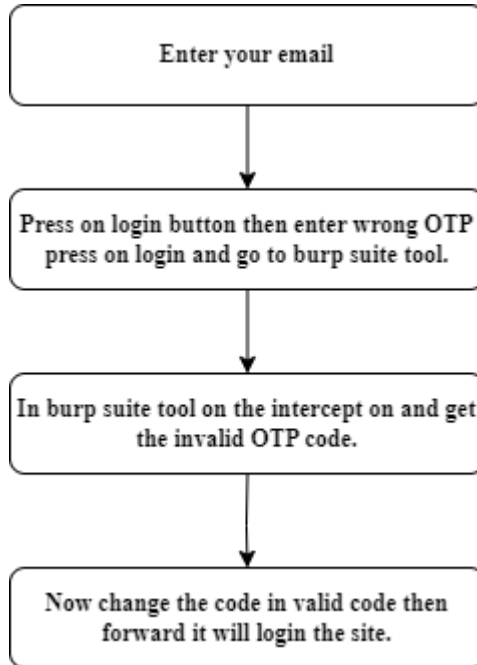 Enter your email
Press on login button then enter wrong OTP
press on login and go to burp suite tool.
In burp suite tool on the intercept on and get
the invalid OTP code.
Now change the code in valid code then
forward it will login the site.